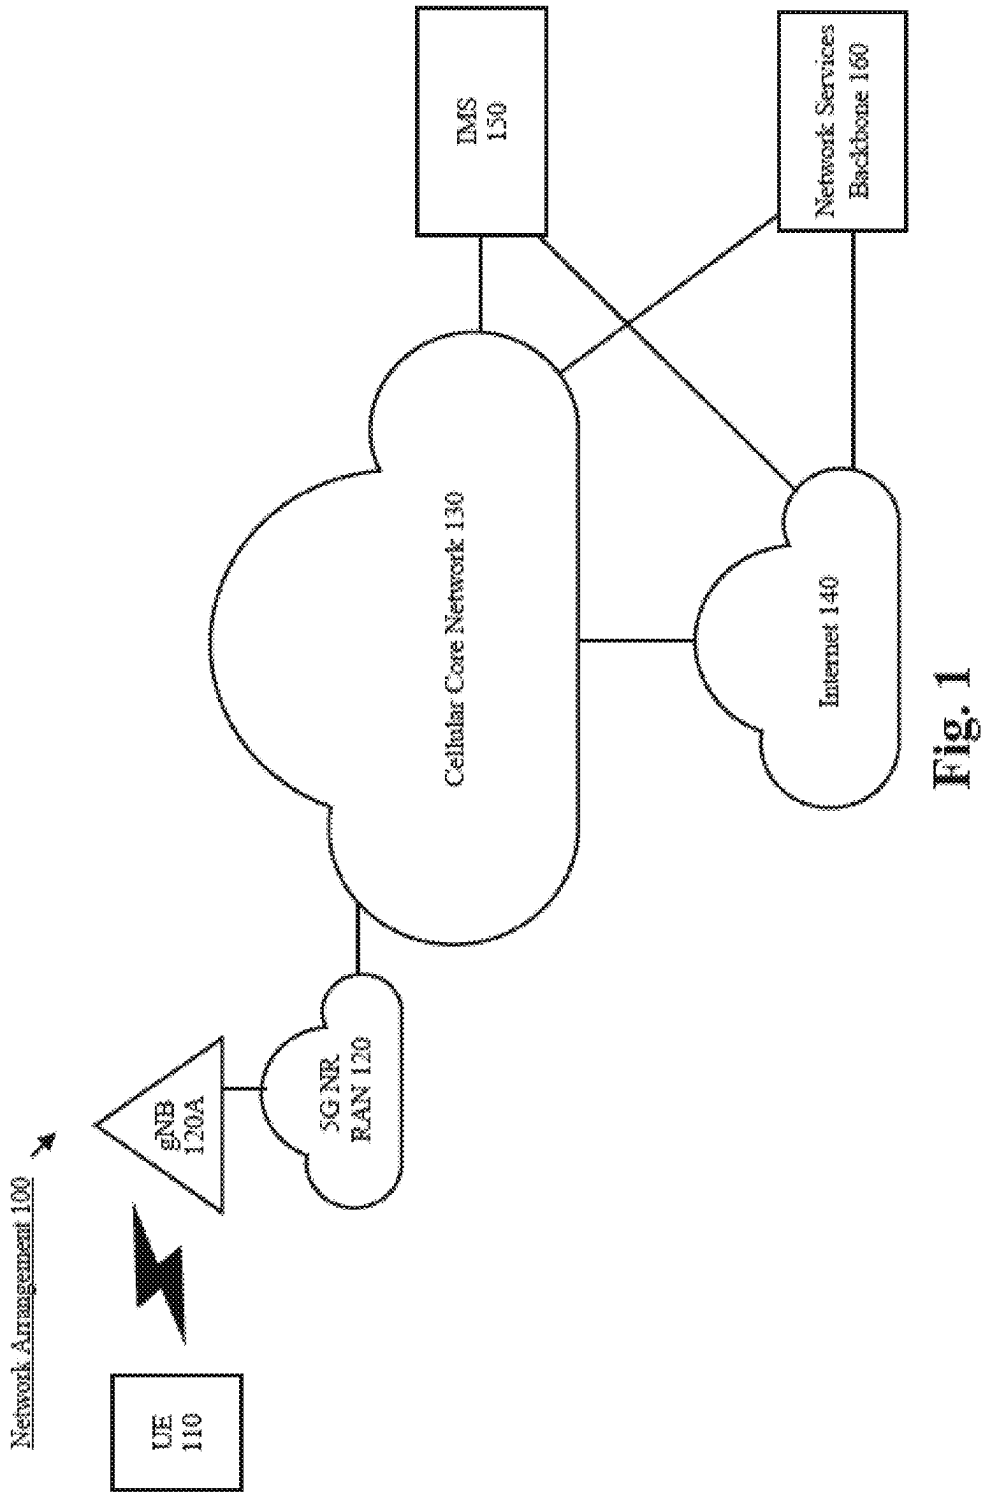 Network Arrangement 100
UE
110
gNB
120A
5G NR
RAN 120
Cellular Core Network 130
IMS
150
Internet 140
Network Services
Backbone 160
Fig. 1